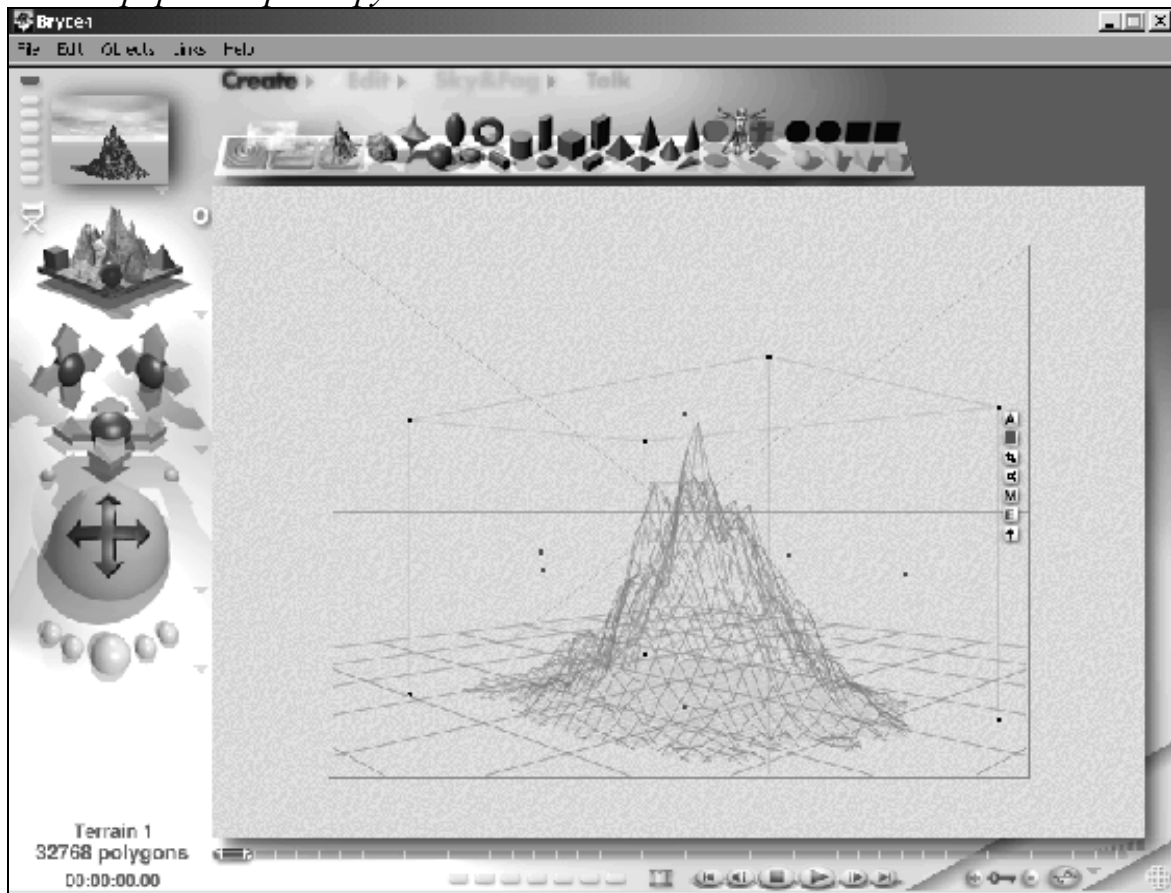 Bryce4
File Edit Objects Links Help
Create Edit Sky&Fog Talk
A
M
E
Terrain 1
32768 polygons
00:00:00.00